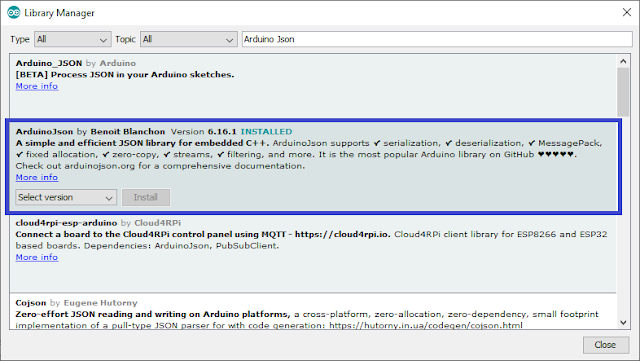 Library Manager
Type All Topic All Arduino Json
Arduino_JSON by Arduino
[BETA] Process JSON in your Arduino sketches.
More info
ArduinoJson by Benoit Blanchon Version 6.16.1 INSTALLED
A simple and efficient JSON library for embedded C++. ArduinoJson supports ✔ serialization, ✔ deserialization, ✔ MessagePack,
✔ fixed allocation, ✔ zero-copy, ✔ streams, ✔ filtering, and more. It is the most popular Arduino library on GitHub ♥♥♥♥♥.
Check out arduinojson.org for a comprehensive documentation.
More info
Select version Install
cloud4rpi-esp-arduino by Cloud4RPi
Connect a board to the Cloud4RPi control panel using MQTT - https://cloud4rpi.io. Cloud4RPi client library for ESP8266 and ESP32
based boards. Dependencies: ArduinoJson, PubSubClient.
More info
Cojson by Eugene Hutorny
Zero-effort JSON reading and writing on Arduino platforms, a cross-platform, zero-allocation, zero-dependency, small footprint
implementation of a pull-type JSON parser for with code generation: https://hutorny.in.ua/codegen/cojson.html
Close